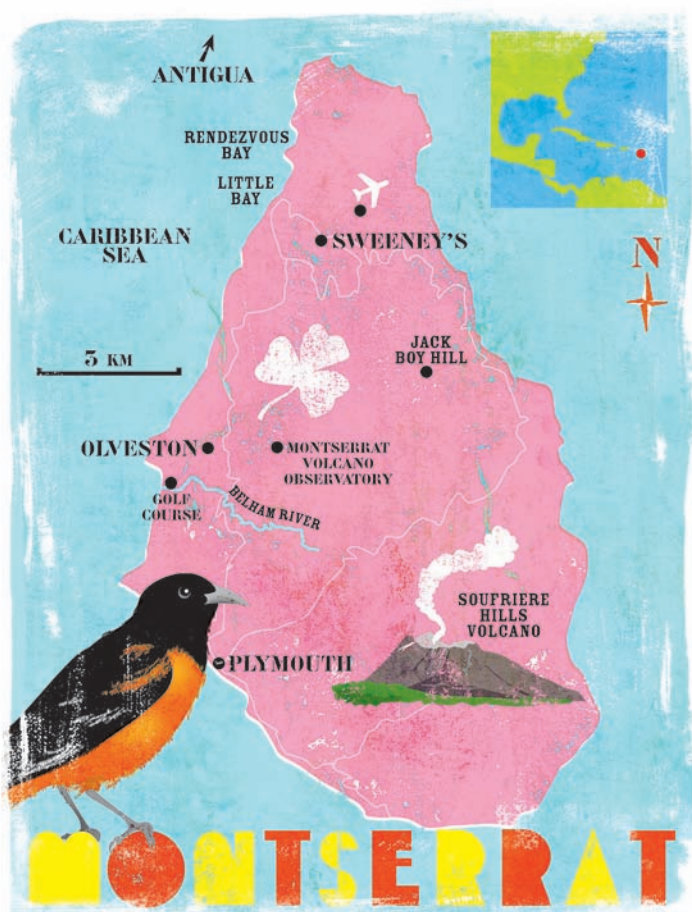 ANTIGUA
RENDEZVOUS
BAY
LITTLE
BAY
CARIBBEAN
SEA
SWEENEY'S
N
3 KM
JACK
BOY HILL
OLVESTON
MONTSERRAT
VOLCANO
OBSERVATORY
GOLF
COURSE
BELHAM RIVER
SOUFRIERE
HILLS
VOLCANO
PLYMOUTH
MONTSERRAT